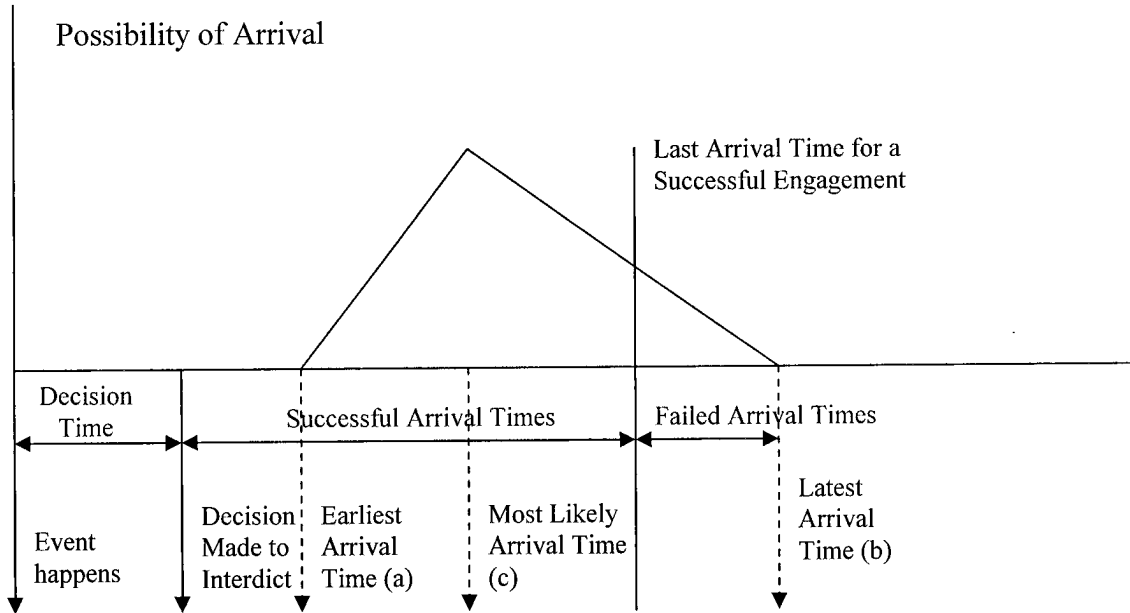 Possibility of Arrival
Last Arrival Time for a
Successful Engagement
Decision
Time
Successful Arrival Times
Failed Arrival Times
Event
happens
Decision
Made to
Interdict
Earliest
Arrival
Time (a)
Most Likely
Arrival Time
(c)
Latest
Arrival
Time (b)